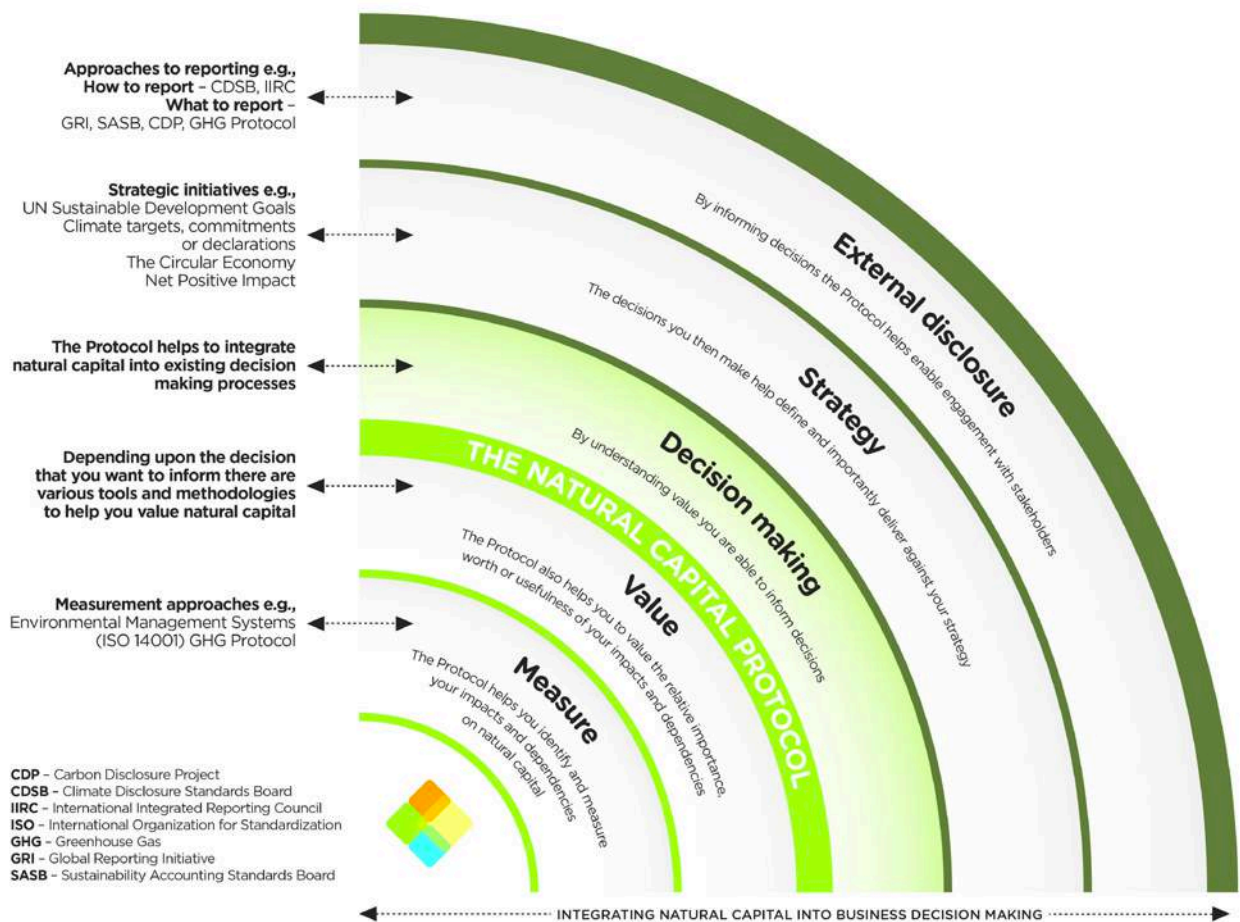 Approaches to reporting e.g.,
How to report – CDSB, IIRC
What to report –
GRI, SASB, CDP, GHG Protocol
Strategic initiatives e.g.,
UN Sustainable Development Goals
Climate targets, commitments
or declarations
The Circular Economy
Net Positive Impact
The Protocol helps to integrate
natural capital into existing decision
making processes
Depending upon the decision
that you want to inform there are
various tools and methodologies
to help you value natural capital
Measurement approaches e.g.,
Environmental Management Systems
(ISO 14001) GHG Protocol
CDP – Carbon Disclosure Project
CDSB – Climate Disclosure Standards Board
IIRC – International Integrated Reporting Council
ISO – International Organization for Standardization
GHG – Greenhouse Gas
GRI – Global Reporting Initiative
SASB – Sustainability Accounting Standards Board
External disclosure
By informing decisions the Protocol helps enable engagement with stakeholders
Strategy
The decisions you then make help define and importantly deliver against your strategy
Decision making
By understanding value you are able to inform decisions
THE NATURAL CAPITAL PROTOCOL
Value
The Protocol also helps you to value the relative importance,
worth or usefulness of your impacts and dependencies
Measure
The Protocol helps you identify and measure
your impacts and dependencies
on natural capital
INTEGRATING NATURAL CAPITAL INTO BUSINESS DECISION MAKING